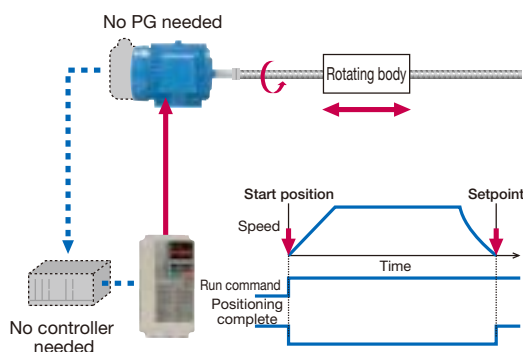 No PG needed
Rotating body
Start position
Setpoint
Speed
Time
Run command
Positioning
complete
No controller
needed